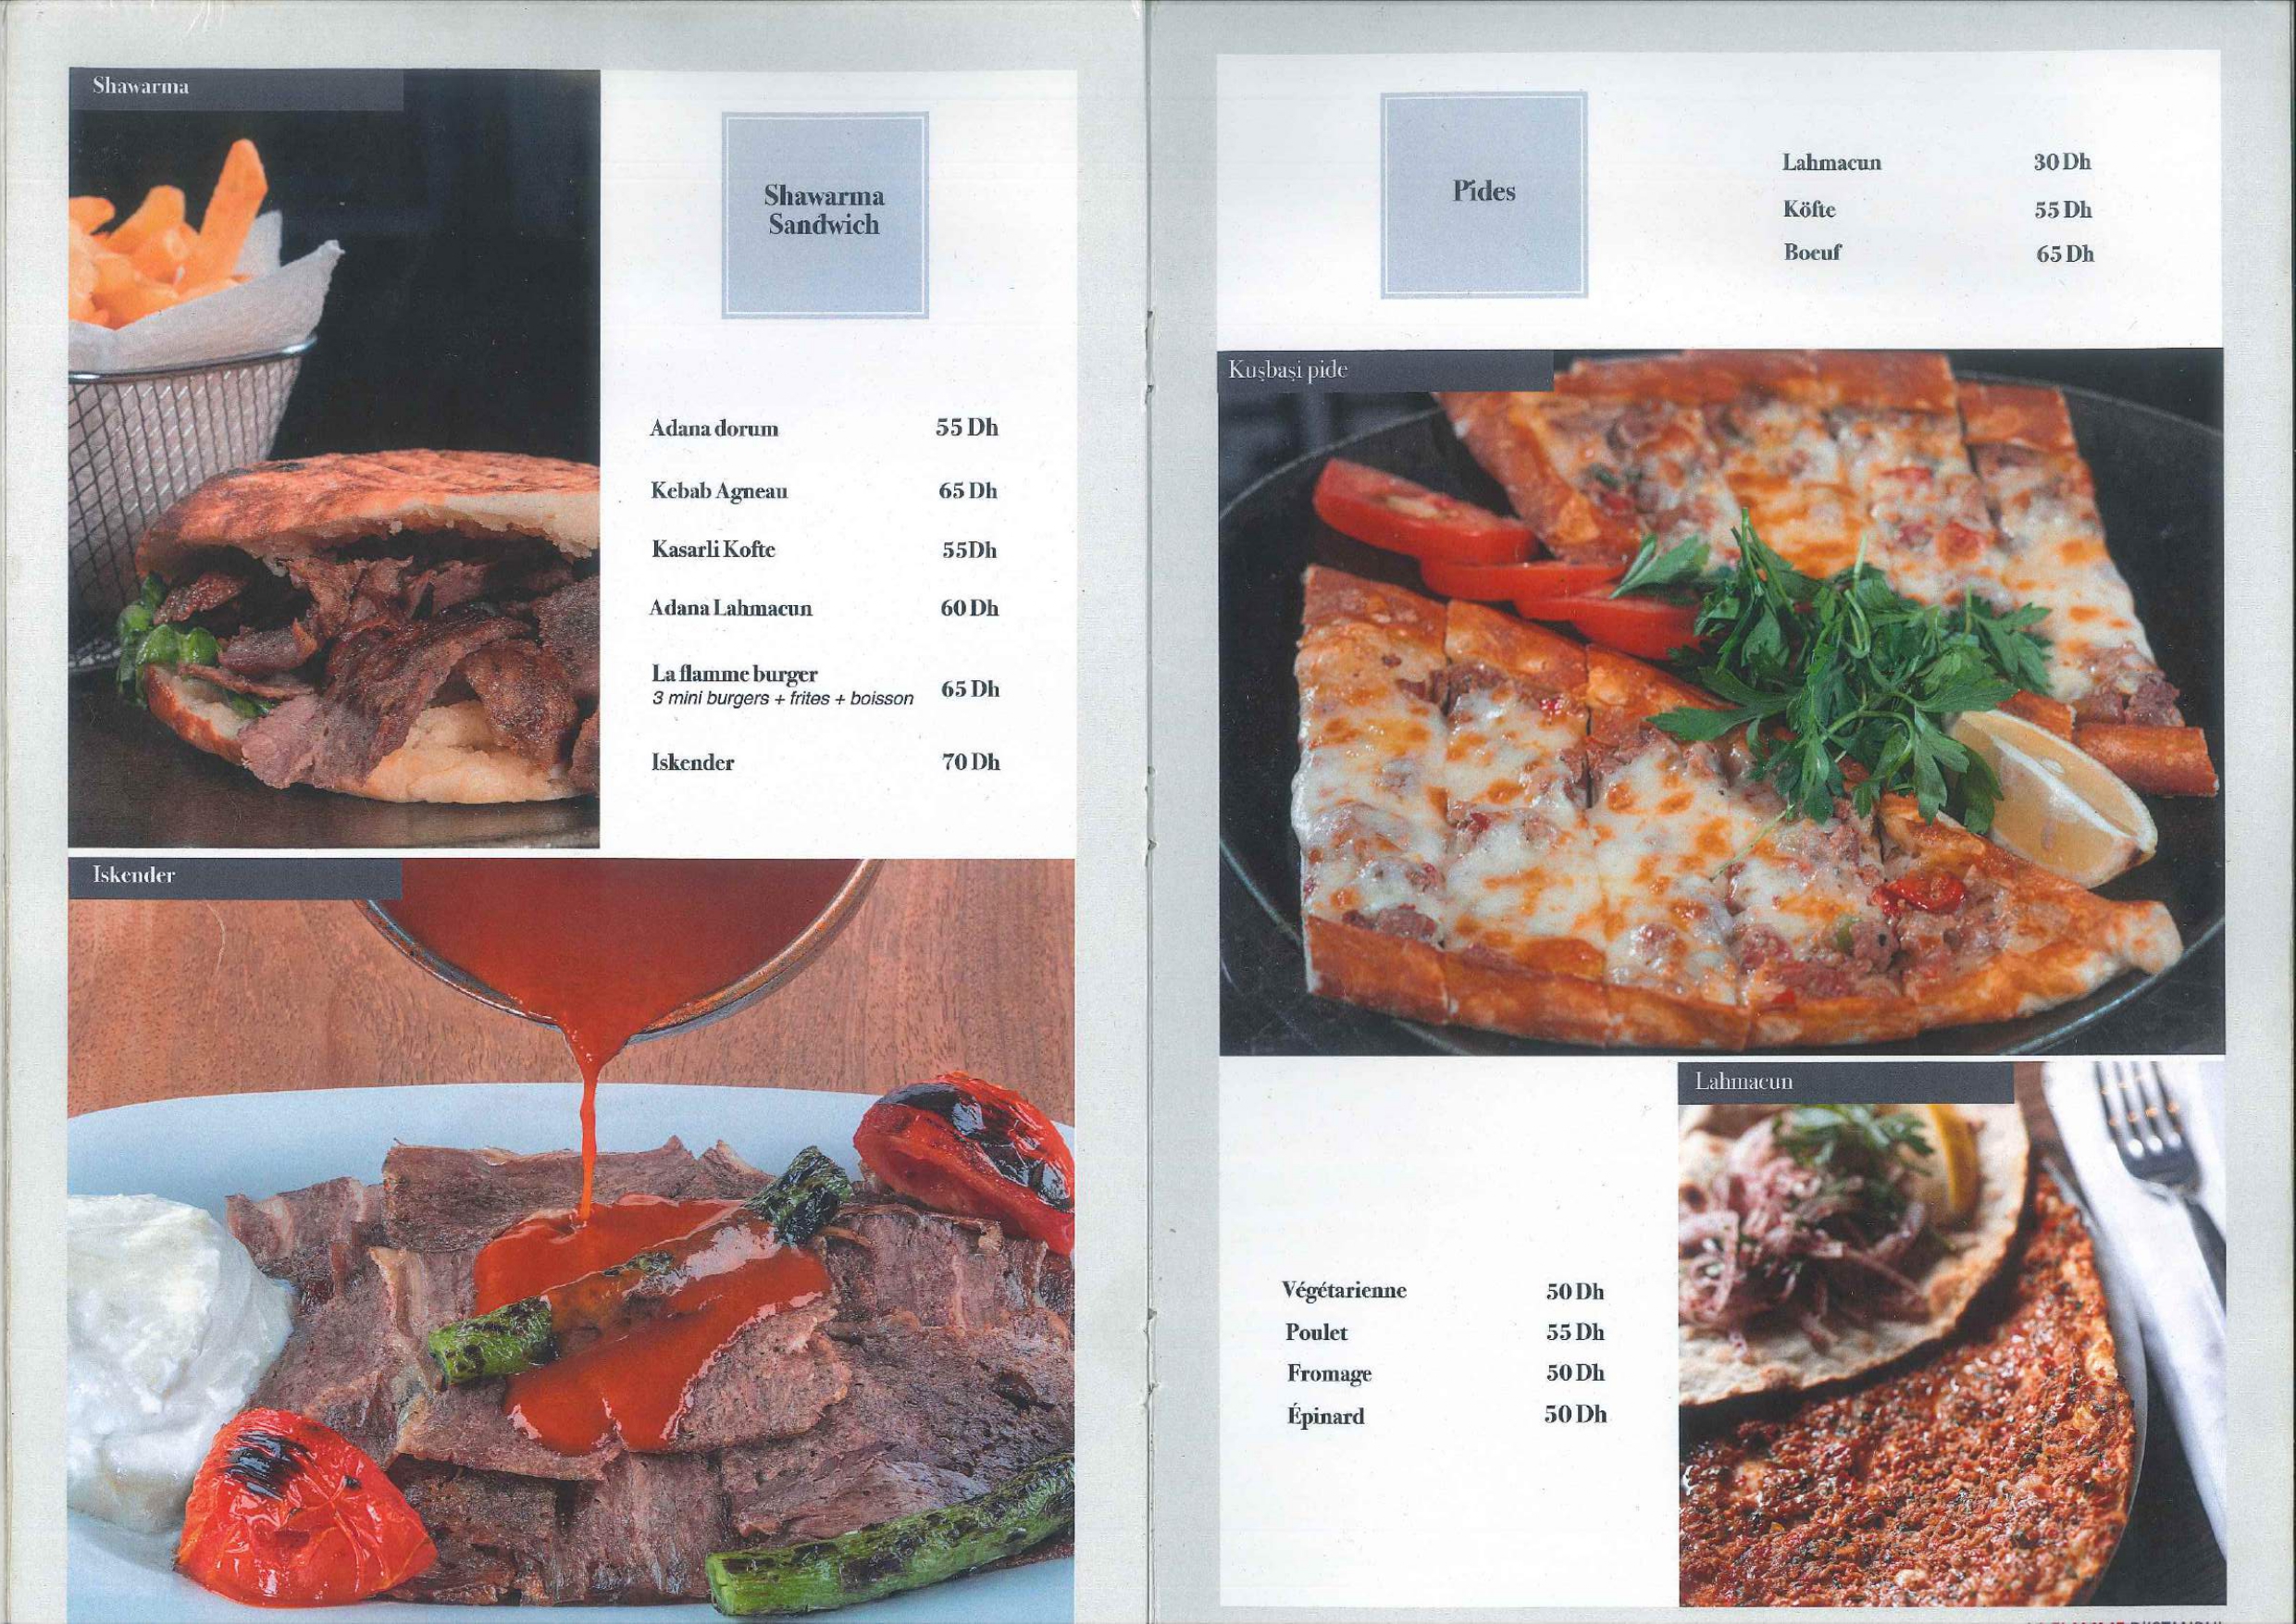 Shawarma
Shawarma
Sandwich
Adana dorum 55 Dh
Kebab Agneau 65 Dh
Kasarli Kofte 55Dh
Adana Lahmacun 60 Dh
La flamme burger
3 mini burgers + frites + boisson 65 Dh
Iskender 70 Dh
Iskender
Pides
Lahmacun 30 Dh
Köfte 55 Dh
Boeuf 65 Dh
Kuşbaşi pide
Lahmacun
Végétarienne 50 Dh
Poulet 55 Dh
Fromage 50 Dh
Épinard 50 Dh